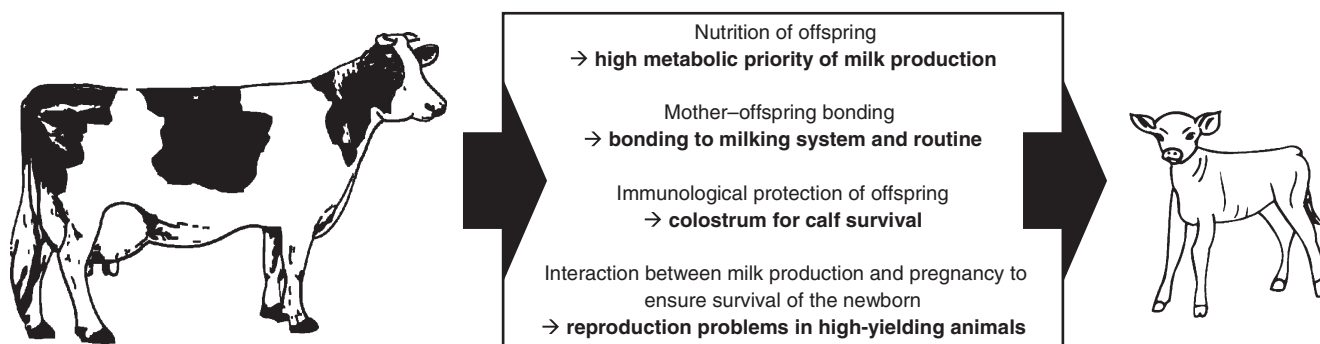 Nutrition of offspring
→ high metabolic priority of milk production
Mother–offspring bonding
→ bonding to milking system and routine
Immunological protection of offspring
→ colostrum for calf survival
Interaction between milk production and pregnancy to
ensure survival of the newborn
→ reproduction problems in high-yielding animals